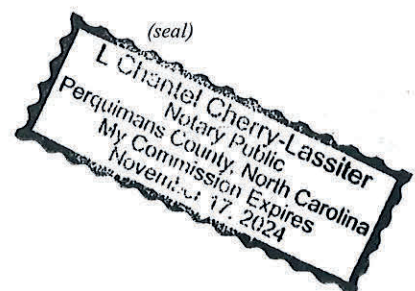 (seal)
L Chantel Cherry-Lassiter
Notary Public
Perquimans County, North Carolina
My Commission Expires
November 17, 2024